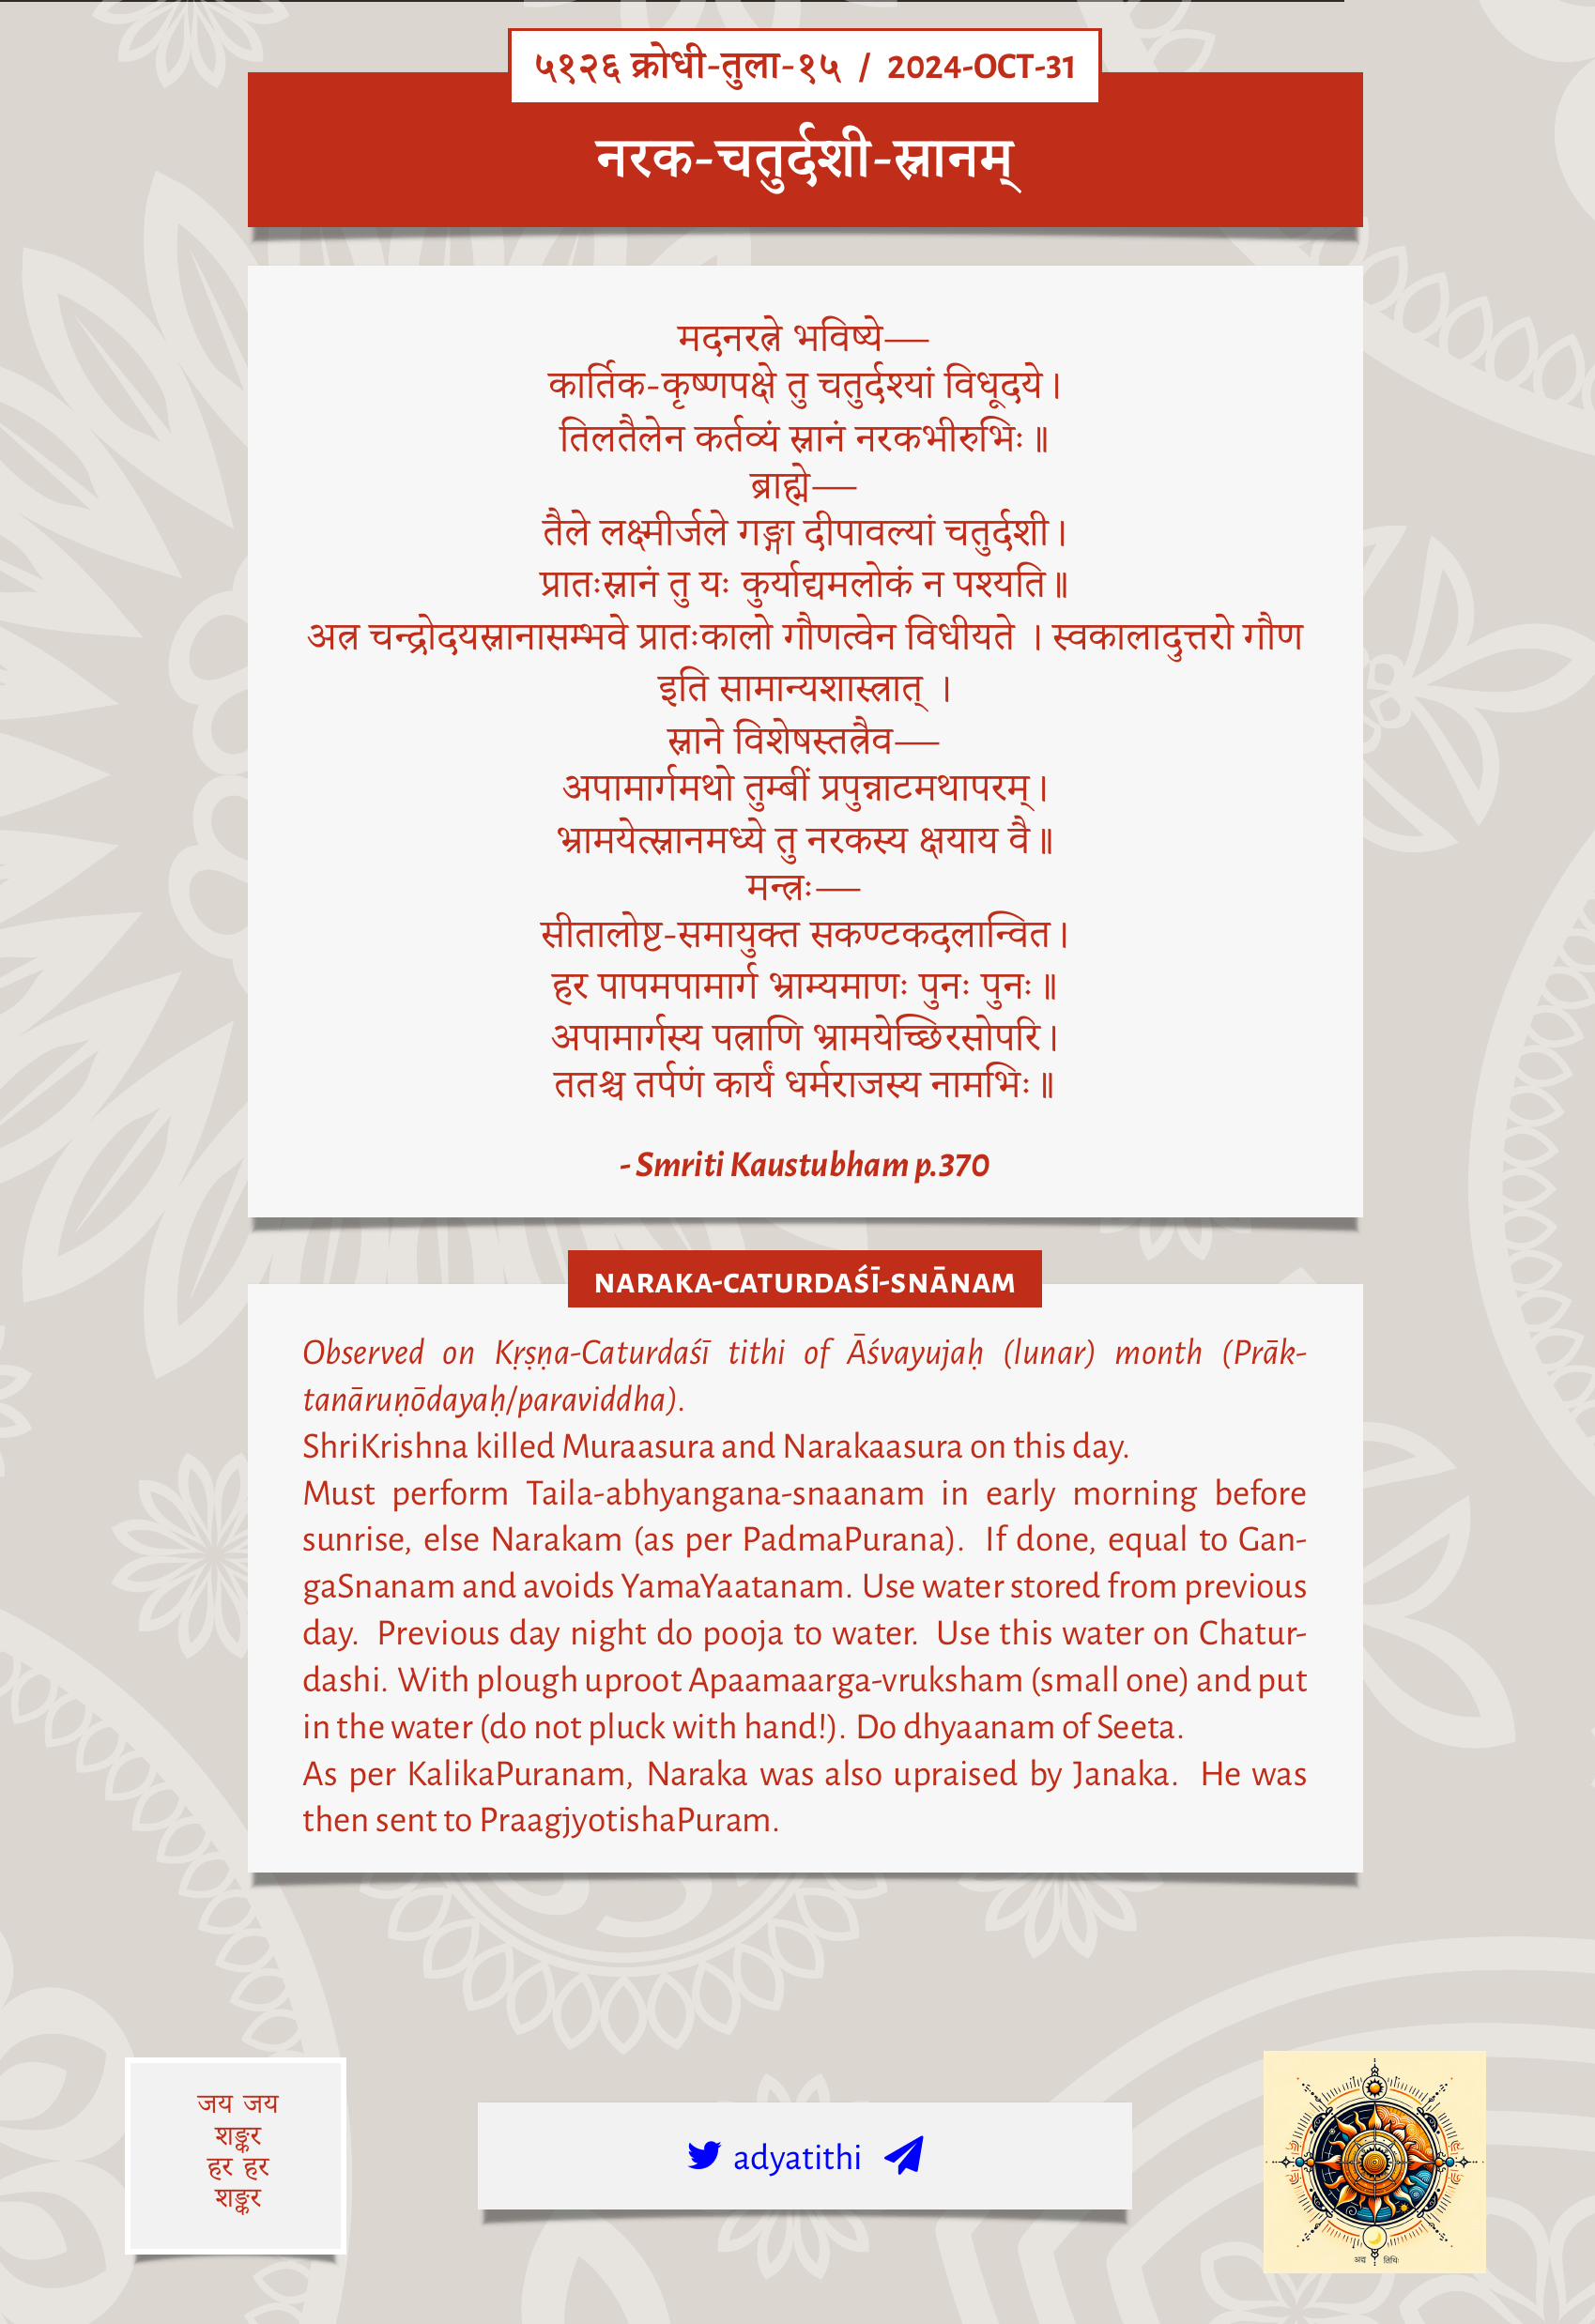 ५१२६ क्रोधी-तुला-१५ / 2024-OCT-31
नरक-चतुर्दशी-स्नानम्
मदनरत्ने भविष्ये—
कार्तिक-कृष्णपक्षे तु चतुर्दश्यां विधूदये।
तिलतैलेन कर्तव्यं स्नानं नरकभीरुभिः॥
ब्राह्मे—
तैले लक्ष्मीर्जले गङ्गा दीपावल्यां चतुर्दशी।
प्रातःस्नानं तु यः कुर्याद्यमलोकं न पश्यति॥
अत्र चन्द्रोदयस्नानासम्भवे प्रातःकालो गौणत्वेन विधीयते । स्वकालादुत्तरो गौण
इति सामान्यशास्त्रात् ।
स्नाने विशेषस्तत्रैव—
अपामार्गमथो तुम्बीं प्रपुन्नाटमथापरम्।
भ्रामयेत्स्नानमध्ये तु नरकस्य क्षयाय वै॥
मन्त्रः—
सीतालोष्ट-समायुक्त सकण्टकदलान्वित।
हर पापमपामार्ग भ्राम्यमाणः पुनः पुनः॥
अपामार्गस्य पत्राणि भ्रामयेच्छिरसोपरि।
ततश्च तर्पणं कार्यं धर्मराजस्य नामभिः॥
- Smriti Kaustubham p.370
NARAKA-CATURDAŚĪ-SNĀNAM
Observed on Kṛṣṇa-Caturdaśī tithi of Āśvayujaḥ (lunar) month (Prāk-
tanāruṇōdayaḥ/paraviddha).
ShriKrishna killed Muraasura and Narakaasura on this day.
Must perform Taila-abhyangana-snaanam in early morning before
sunrise, else Narakam (as per PadmaPurana). If done, equal to Gan-
gaSnanam and avoids YamaYaatanam. Use water stored from previous
day. Previous day night do pooja to water. Use this water on Chatur-
dashi. With plough uproot Apaamaarga-vruksham (small one) and put
in the water (do not pluck with hand!). Do dhyaanam of Seeta.
As per KalikaPuranam, Naraka was also upraised by Janaka. He was
then sent to PraagjyotishaPuram.
जय जय
शङ्कर
हर हर
शङ्कर
adyatithi
अद्य तिथिः